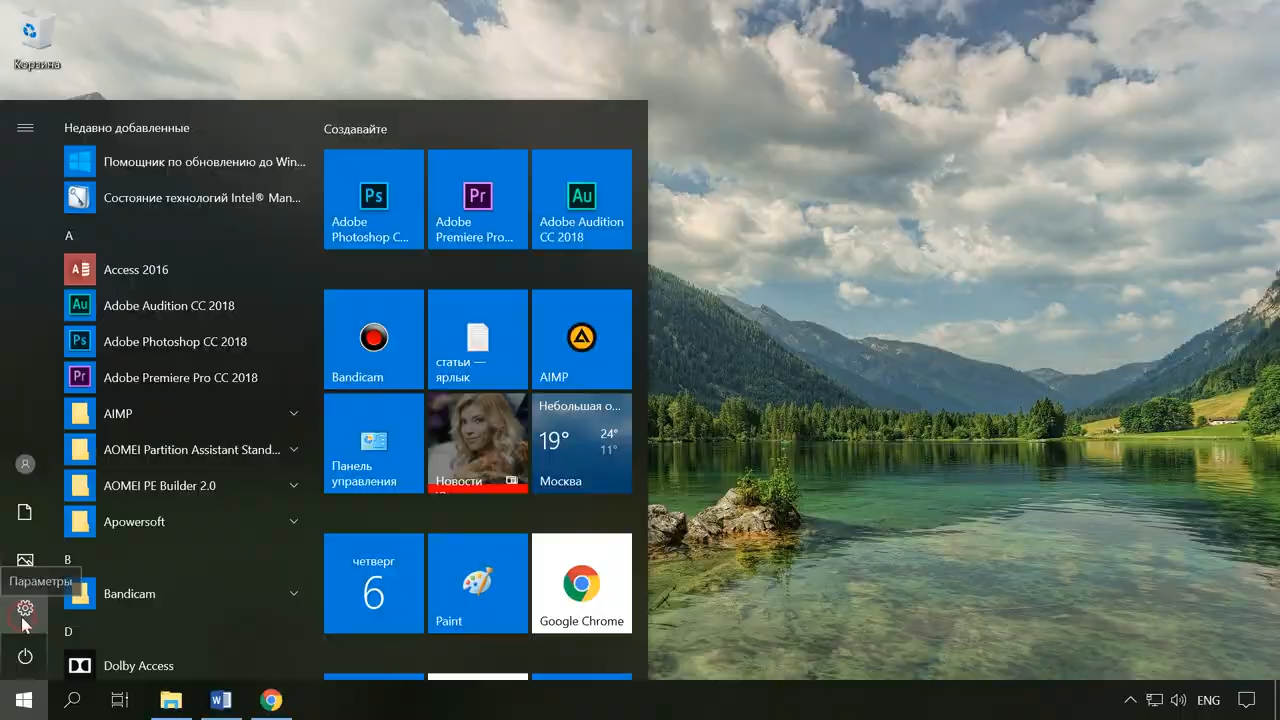 Корзина
Недавно добавленные
Помощник по обновлению до Win...
Состояние технологий Intel® Man...
A
Access 2016
Adobe Audition CC 2018
Adobe Photoshop CC 2018
Adobe Premiere Pro CC 2018
AIMP
AOMEI Partition Assistant Stand...
AOMEI PE Builder 2.0
Apowersoft
B
Bandicam
D
Dolby Access
Параметры
Создавайте
Ps
Adobe
Photoshop C...
Pr
Adobe
Premiere Pro...
Au
Adobe Audition
CC 2018
Bandicam
статьи —
ярлык
AIMP
Панель
управления
Новости
Небольшая о...
19° 24°
11°
Москва
четверг
6
Paint
Google Chrome
ENG